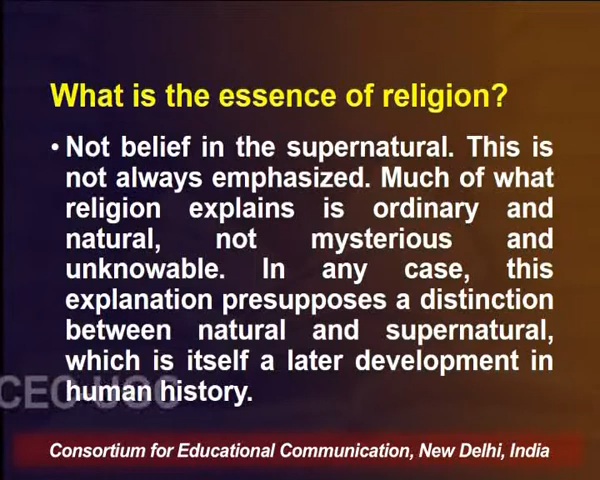 What is the essence of religion?
• Not belief in the supernatural. This is
not always emphasized. Much of what
religion explains is ordinary and
natural, not mysterious and
unknowable. In any case, this
explanation presupposes a distinction
between natural and supernatural,
which is itself a later development in
human history.
CEC UGC
Consortium for Educational Communication, New Delhi, India